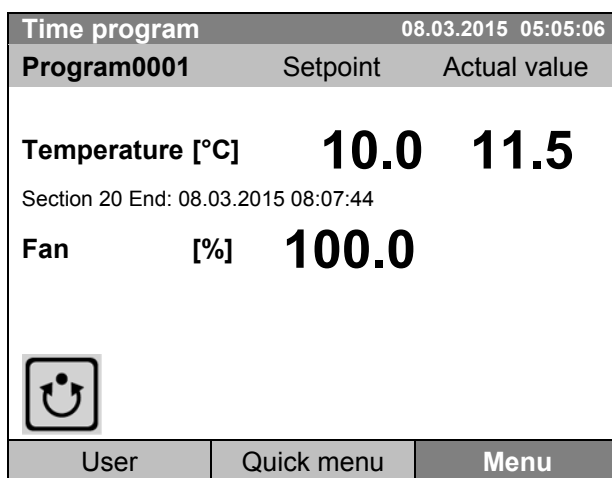 Time program 08.03.2015 05:05:06
Program0001 Setpoint Actual value
Temperature [°C] 10.0 11.5
Section 20 End: 08.03.2015 08:07:44
Fan [%] 100.0
User Quick menu Menu